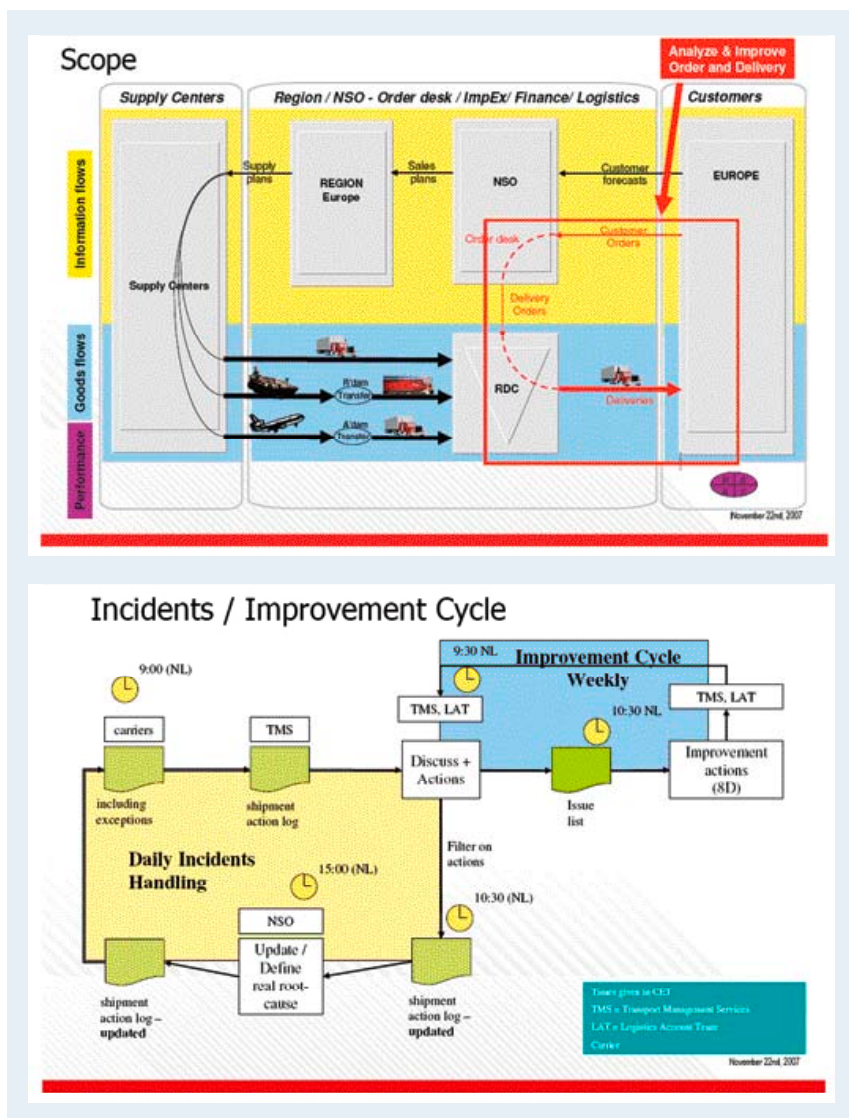 Scope
Analyze & Improve
Order and Delivery
Supply Centers
Region / NSO - Order desk / ImpEx/ Finance/ Logistics
Customers
Information flows
Supply
plans
REGION
Europe
Sales
plans
NSO
Customer
forecasts
EUROPE
Order desk
Customer
Orders
Supply Centers
Delivery
Orders
Goods flows
R'dam
Transfer
A'dam
Transfer
RDC
Deliveries
Performance
November 22nd, 2007
Incidents / Improvement Cycle
9:00 (NL)
9:30 NL
Improvement Cycle
Weekly
TMS, LAT
TMS, LAT
10:30 NL
carriers
TMS
Discuss +
Actions
Improvement
actions
(8D)
including
exceptions
shipment
action log
Issue
list
Daily Incidents
Handling
Filter on
actions
15:00 (NL)
10:30 (NL)
NSO
Update /
Define
real root-
cause
shipment
action log –
updated
shipment
action log –
updated
Times given in CET
TMS = Transport Management Services
LAT = Logistics Account Team
Carrier
November 22nd, 2007